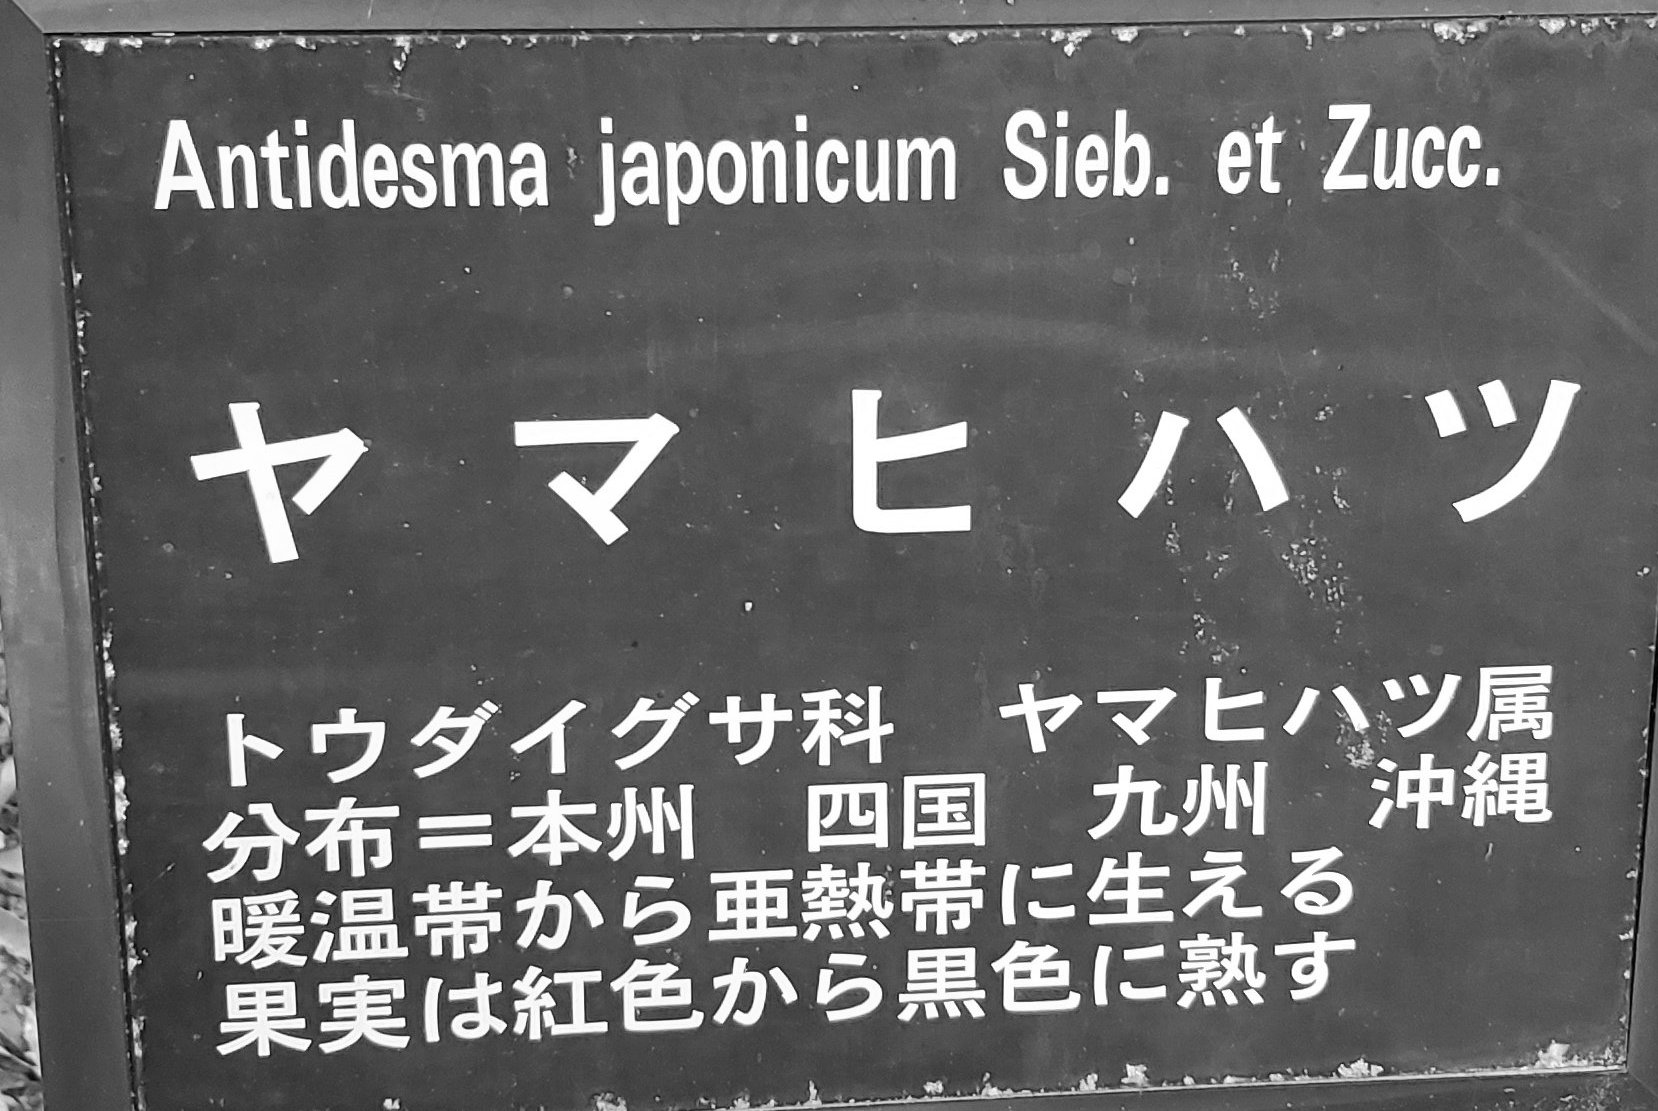 Antidesma japonicum Sieb. et Zucc.
ヤマヒハツ
トウダイグサ科　ヤマヒハツ属
分布＝本州　四国　九州　沖縄
暖温帯から亜熱帯に生える
果実は紅色から黒色に熟す